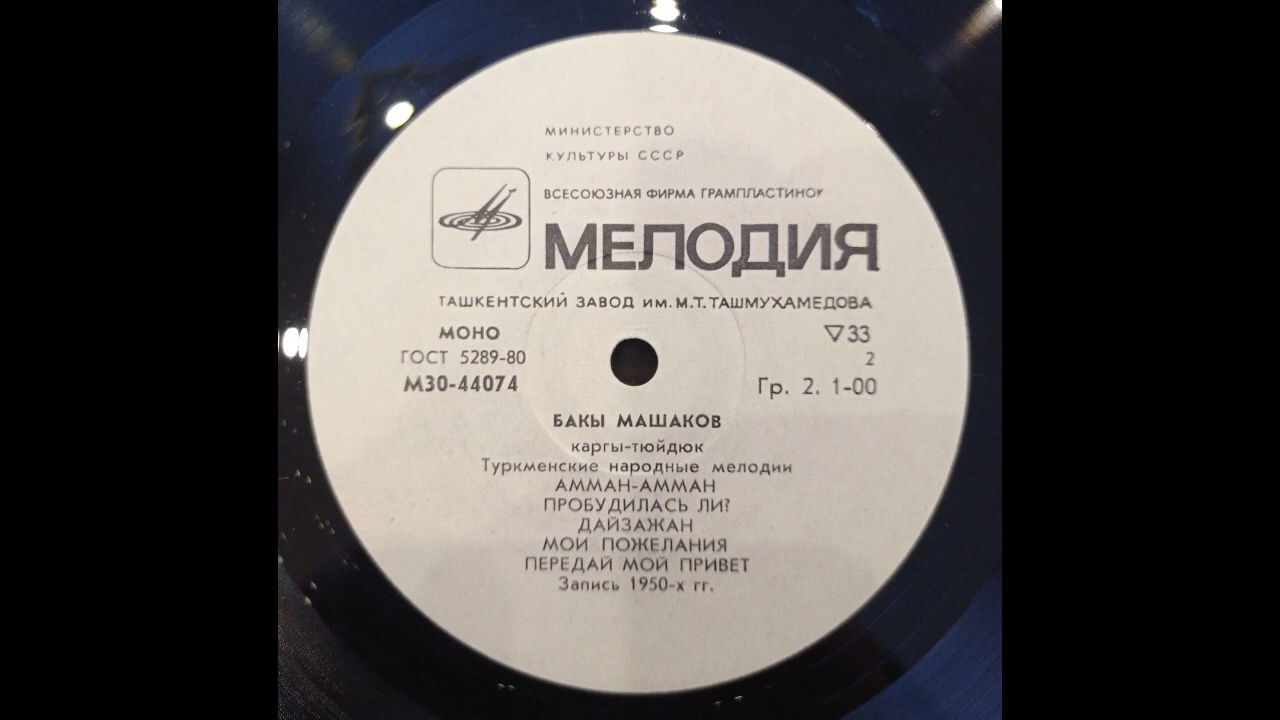 МИНИСТЕРСТВО
КУЛЬТУРЫ СССР
ВСЕСОЮЗНАЯ ФИРМА ГРАМПЛАСТИНОК
МЕЛОДИЯ
ТАШКЕНТСКИЙ ЗАВОД им. М.Т. ТАШМУХАМЕДОВА
МОНО ▽33
ГОСТ 5289-80 2
М30-44074 Гр. 2. 1-00
БАКЫ МАШАКОВ
каргы-тюйдюк
Туркменские народные мелодии
АММАН-АММАН
ПРОБУДИЛАСЬ ЛИ?
ДАЙЗАЖАН
МОИ ПОЖЕЛАНИЯ
ПЕРЕДАЙ МОЙ ПРИВЕТ
Запись 1950-х гг.